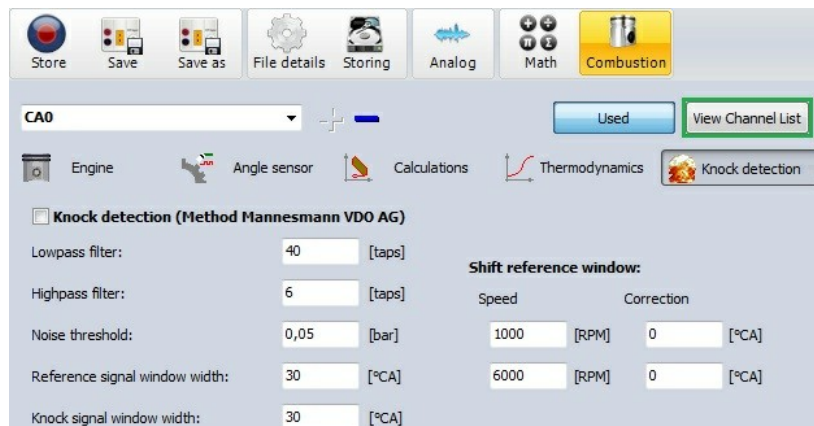 Store Save Save as File details Storing Analog Math Combustion
CA0 Used View Channel List
Engine Angle sensor Calculations Thermodynamics Knock detection
Knock detection (Method Mannesmann VDO AG)
Lowpass filter: 40 [taps]
Shift reference window:
Highpass filter: 6 [taps] Speed Correction
Noise threshold: 0,05 [bar] 1000 [RPM] 0 [°CA]
Reference signal window width: 30 [°CA] 6000 [RPM] 0 [°CA]
Knock signal window width: 30 [°CA]